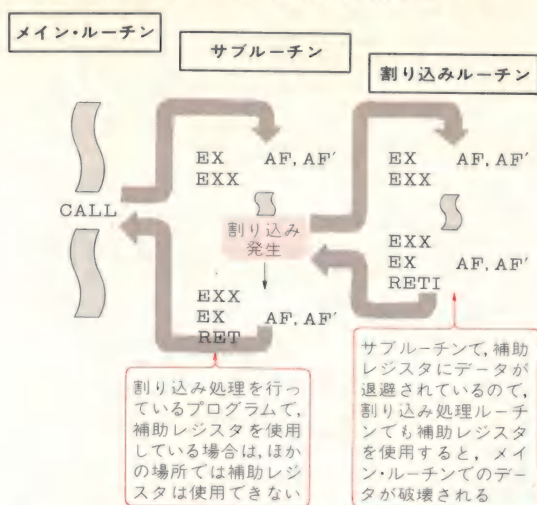 メイン・ルーチン
サブルーチン
割り込みルーチン
CALL
EX AF, AF′
EXX
割り込み
発生
EXX
EX AF, AF′
RET
EX AF, AF′
EXX
EXX
EX AF, AF′
RETI
割り込み処理を行っ
ているプログラムで,
補助レジスタを使用
している場合は,ほか
の場所では補助レジ
スタは使用できない
サブルーチンで,補助
レジスタにデータが
退避されているので,
割り込み処理ルーチ
ンでも補助レジスタ
を使用すると,メイ
ン・ルーチンでのデー
タが破壊される